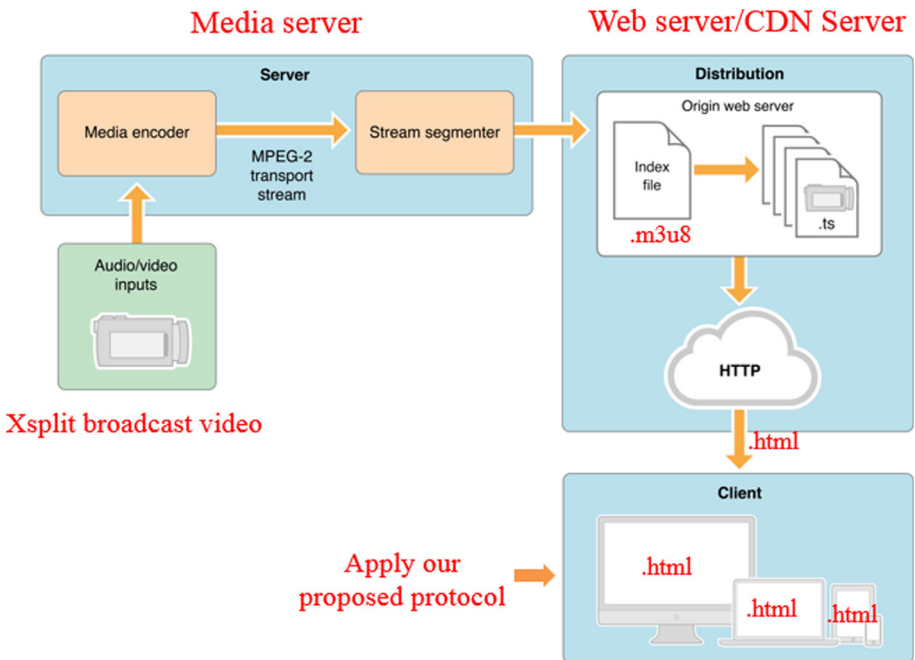 Media server
Web server/CDN Server
Server
Media encoder
MPEG-2
transport
stream
Stream segmenter
Audio/video
inputs
Xsplit broadcast video
Distribution
Origin web server
Index
file
.m3u8
.ts
HTTP
.html
Client
.html
.html
.html
Apply our
proposed protocol